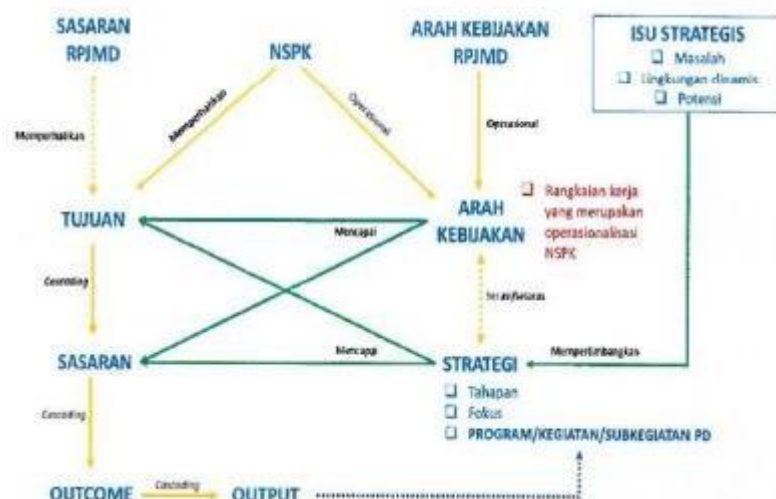 SASARAN
RPJMD
NSPK
ARAH KEBIJAKAN
RPJMD
ISU STRATEGIS
Masalah
Lingkungan dinamis
Potensi
Memperhatikan
Memperhatikan
Operasional
Operasional
TUJUAN
Mencapai
ARAH
KEBIJAKAN
Rangkaian kerja
yang merupakan
operasionalisasi
NSPK
Cascading
Serasi/selaras
SASARAN
Mencapai
STRATEGI
Mempertimbangkan
Tahapan
Fokus
PROGRAM/KEGIATAN/SUBKEGIATAN PD
Cascading
OUTCOME
Cascading
OUTPUT